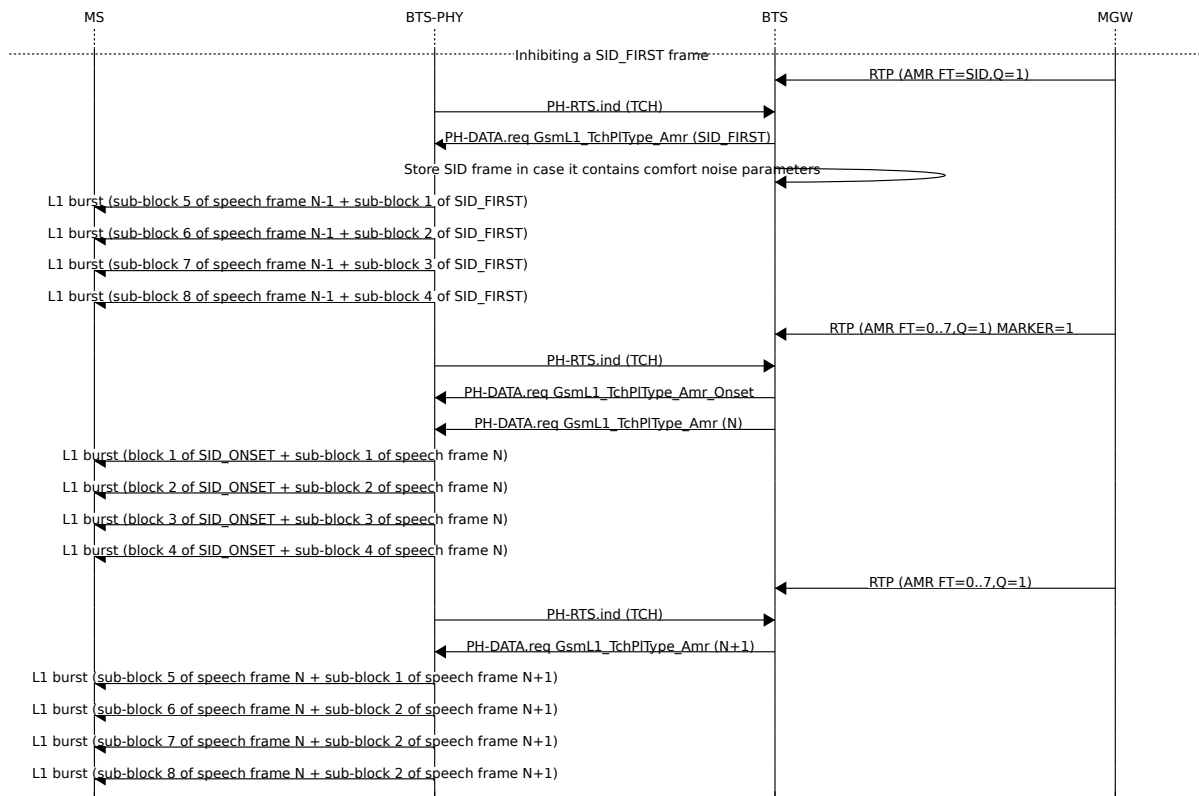 MS BTS-PHY BTS MGW
Inhibiting a SID_FIRST frame
RTP (AMR FT=SID,Q=1)
PH-RTS.ind (TCH)
PH-DATA.req GsmL1_TchPlType_Amr (SID_FIRST)
Store SID frame in case it contains comfort noise parameters
L1 burst (sub-block 5 of speech frame N-1 + sub-block 1 of SID_FIRST)
L1 burst (sub-block 6 of speech frame N-1 + sub-block 2 of SID_FIRST)
L1 burst (sub-block 7 of speech frame N-1 + sub-block 3 of SID_FIRST)
L1 burst (sub-block 8 of speech frame N-1 + sub-block 4 of SID_FIRST)
RTP (AMR FT=0..7,Q=1) MARKER=1
PH-RTS.ind (TCH)
PH-DATA.req GsmL1_TchPlType_Amr_Onset
PH-DATA.req GsmL1_TchPlType_Amr (N)
L1 burst (block 1 of SID_ONSET + sub-block 1 of speech frame N)
L1 burst (block 2 of SID_ONSET + sub-block 2 of speech frame N)
L1 burst (block 3 of SID_ONSET + sub-block 3 of speech frame N)
L1 burst (block 4 of SID_ONSET + sub-block 4 of speech frame N)
RTP (AMR FT=0..7,Q=1)
PH-RTS.ind (TCH)
PH-DATA.req GsmL1_TchPlType_Amr (N+1)
L1 burst (sub-block 5 of speech frame N + sub-block 1 of speech frame N+1)
L1 burst (sub-block 6 of speech frame N + sub-block 2 of speech frame N+1)
L1 burst (sub-block 7 of speech frame N + sub-block 2 of speech frame N+1)
L1 burst (sub-block 8 of speech frame N + sub-block 2 of speech frame N+1)